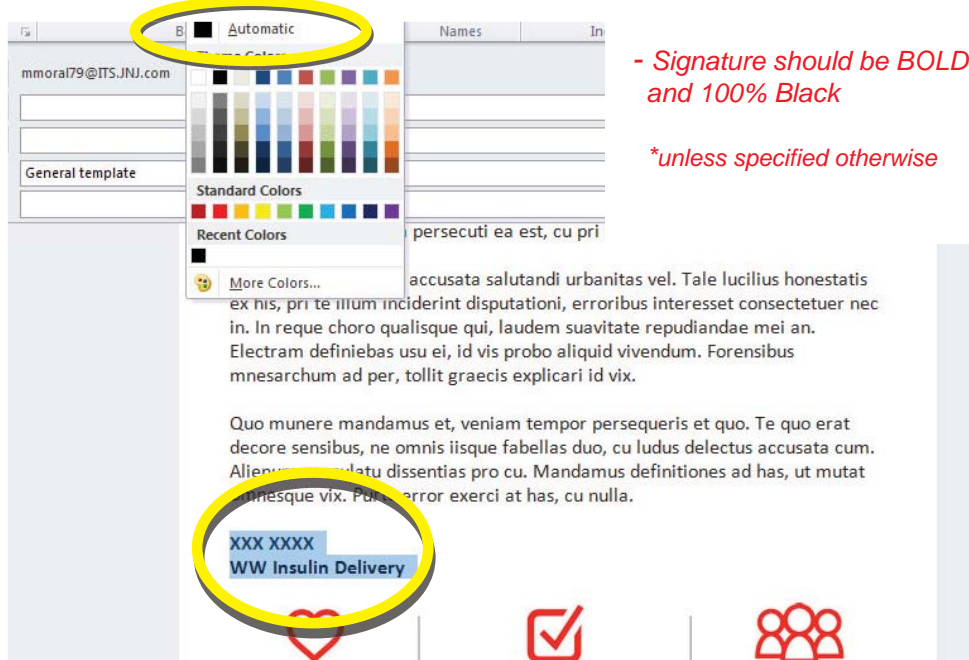 Automatic
Names
Theme Colors
mmoral79@ITS.JNJ.com
- Signature should be BOLD
and 100% Black
*unless specified otherwise
General template
Standard Colors
Recent Colors
More Colors...
persecuti ea est, cu pri
accusata salutandi urbanitas vel. Tale lucilius honestatis
ex his, pri te illum inciderint disputationi, erroribus interesset consectetuer nec
in. In reque choro qualisque qui, laudem suavitate repudiandae mei an.
Electram definiebas usu ei, id vis probo aliquid vivendum. Forensibus
mnesarchum ad per, tollit graecis explicari id vix.
Quo munere mandamus et, veniam tempor persequeris et quo. Te quo erat
decore sensibus, ne omnis iisque fabellas duo, cu ludus delectus accusata cum.
dissentias pro cu. Mandamus definitiones ad has, ut mutat
vix. error exerci at has, cu nulla.
XXX XXXX
WW Insulin Delivery